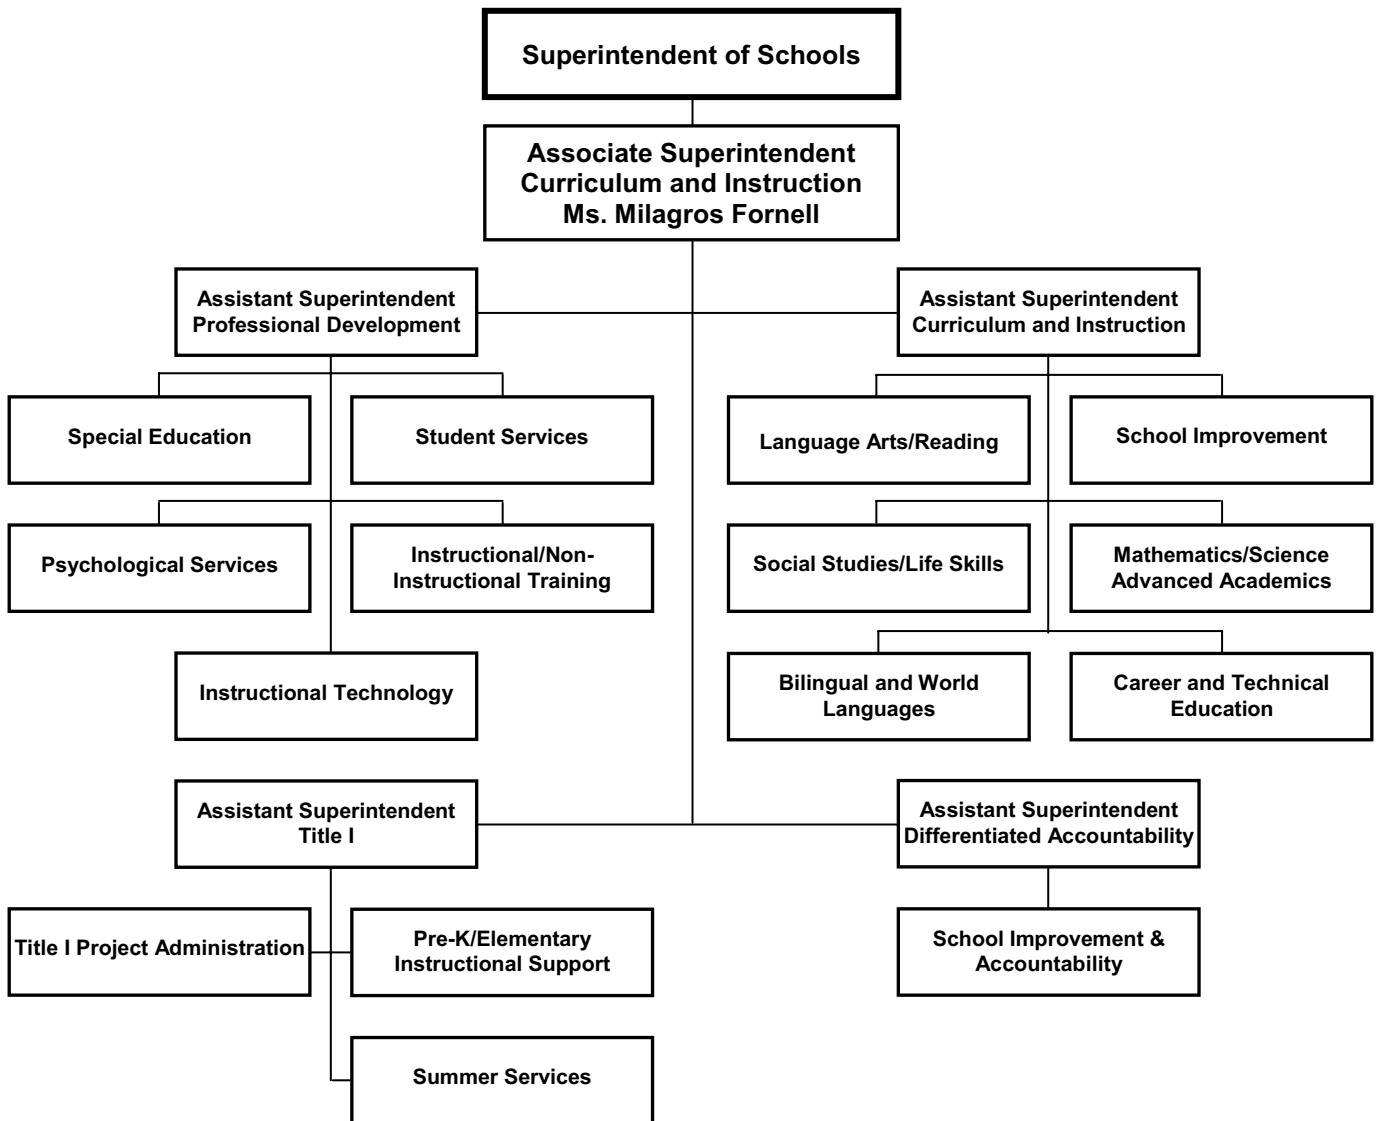 Superintendent of Schools
Associate Superintendent
Curriculum and Instruction
Ms. Milagros Fornell
Assistant Superintendent
Professional Development
Assistant Superintendent
Curriculum and Instruction
Special Education
Student Services
Language Arts/Reading
School Improvement
Psychological Services
Instructional/Non-
Instructional Training
Social Studies/Life Skills
Mathematics/Science
Advanced Academics
Instructional Technology
Bilingual and World
Languages
Career and Technical
Education
Assistant Superintendent
Title I
Assistant Superintendent
Differentiated Accountability
Title I Project Administration
Pre-K/Elementary
Instructional Support
School Improvement &
Accountability
Summer Services